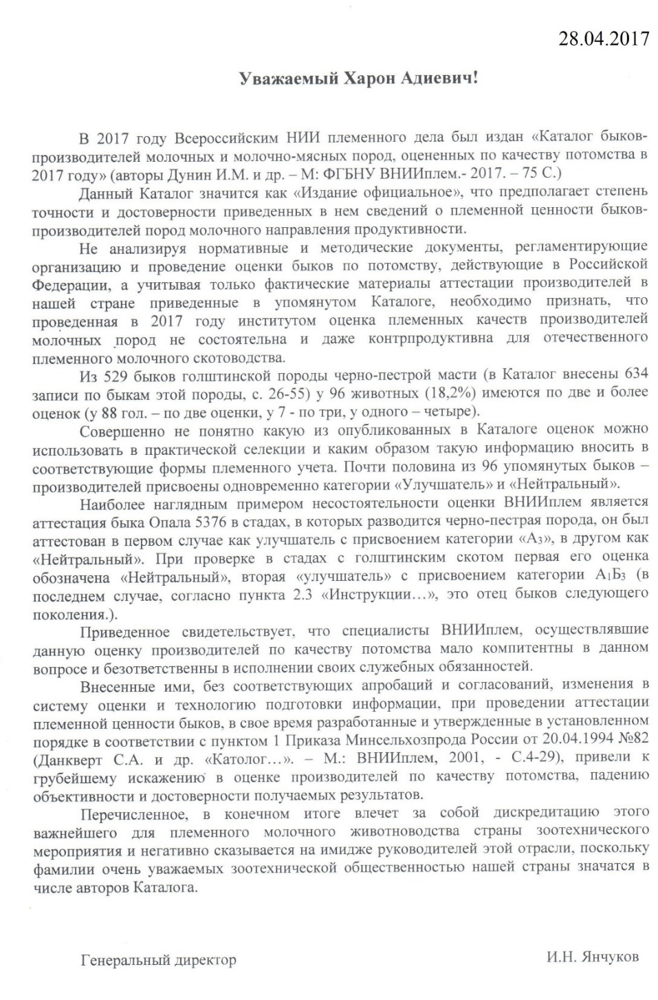 28.04.2017
Уважаемый Харон Адиевич!
В 2017 году Всероссийским НИИ племенного дела был издан «Каталог быков-
производителей молочных и молочно-мясных пород, оцененных по качеству потомства в
2017 году» (авторы Дунин И.М. и др. – М: ФГБНУ ВНИИплем.- 2017. – 75 С.)
Данный Каталог значится как «Издание официальное», что предполагает степень
точности и достоверности приведенных в нем сведений о племенной ценности быков-
производителей пород молочного направления продуктивности.
Не анализируя нормативные и методические документы, регламентирующие
организацию и проведение оценки быков по потомству, действующие в Российской
Федерации, а учитывая только фактические материалы аттестации производителей в
нашей стране приведенные в упомянутом Каталоге, необходимо признать, что
проведенная в 2017 году институтом оценка племенных качеств производителей
молочных пород не состоятельна и даже контрпродуктивна для отечественного
племенного молочного скотоводства.
Из 529 быков голштинской породы черно-пестрой масти (в Каталог внесены 634
записи по быкам этой породы, с. 26-55) у 96 животных (18,2%) имеются по две и более
оценок (у 88 гол. – по две оценки, у 7 - по три, у одного – четыре).
Совершенно не понятно какую из опубликованных в Каталоге оценок можно
использовать в практической селекции и каким образом такую информацию вносить в
соответствующие формы племенного учета. Почти половина из 96 упомянутых быков –
производителей присвоены одновременно категории «Улучшатель» и «Нейтральный».
Наиболее наглядным примером несостоятельности оценки ВНИИплем является
аттестация быка Опала 5376 в стадах, в которых разводится черно-пестрая порода, он был
аттестован в первом случае как улучшатель с присвоением категории «А₃», в другом как
«Нейтральный». При проверке в стадах с голштинским скотом первая его оценка
обозначена «Нейтральный», вторая «улучшатель» с присвоением категории А₁Б₃ (в
последнем случае, согласно пункта 2.3 «Инструкции…», это отец быков следующего
поколения.).
Приведенное свидетельствует, что специалисты ВНИИплем, осуществлявшие
данную оценку производителей по качеству потомства мало компитентны в данном
вопросе и безответственны в исполнении своих служебных обязанностей.
Внесенные ими, без соответствующих апробаций и согласований, изменения в
систему оценки и технологию подготовки информации, при проведении аттестации
племенной ценности быков, в свое время разработанные и утвержденные в установленном
порядке в соответствии с пунктом 1 Приказа Минсельхозпрода России от 20.04.1994 №82
(Данкверт С.А. и др. «Католог…». – М.: ВНИИплем, 2001, - С.4-29), привели к
грубейшему искажению в оценке производителей по качеству потомства, падению
объективности и достоверности получаемых результатов.
Перечисленное, в конечном итоге влечет за собой дискредитацию этого
важнейшего для племенного молочного животноводства страны зоотехнического
мероприятия и негативно сказывается на имидже руководителей этой отрасли, поскольку
фамилии очень уважаемых зоотехнической общественностью нашей страны значатся в
числе авторов Каталога.
Генеральный директор И.Н. Янчуков